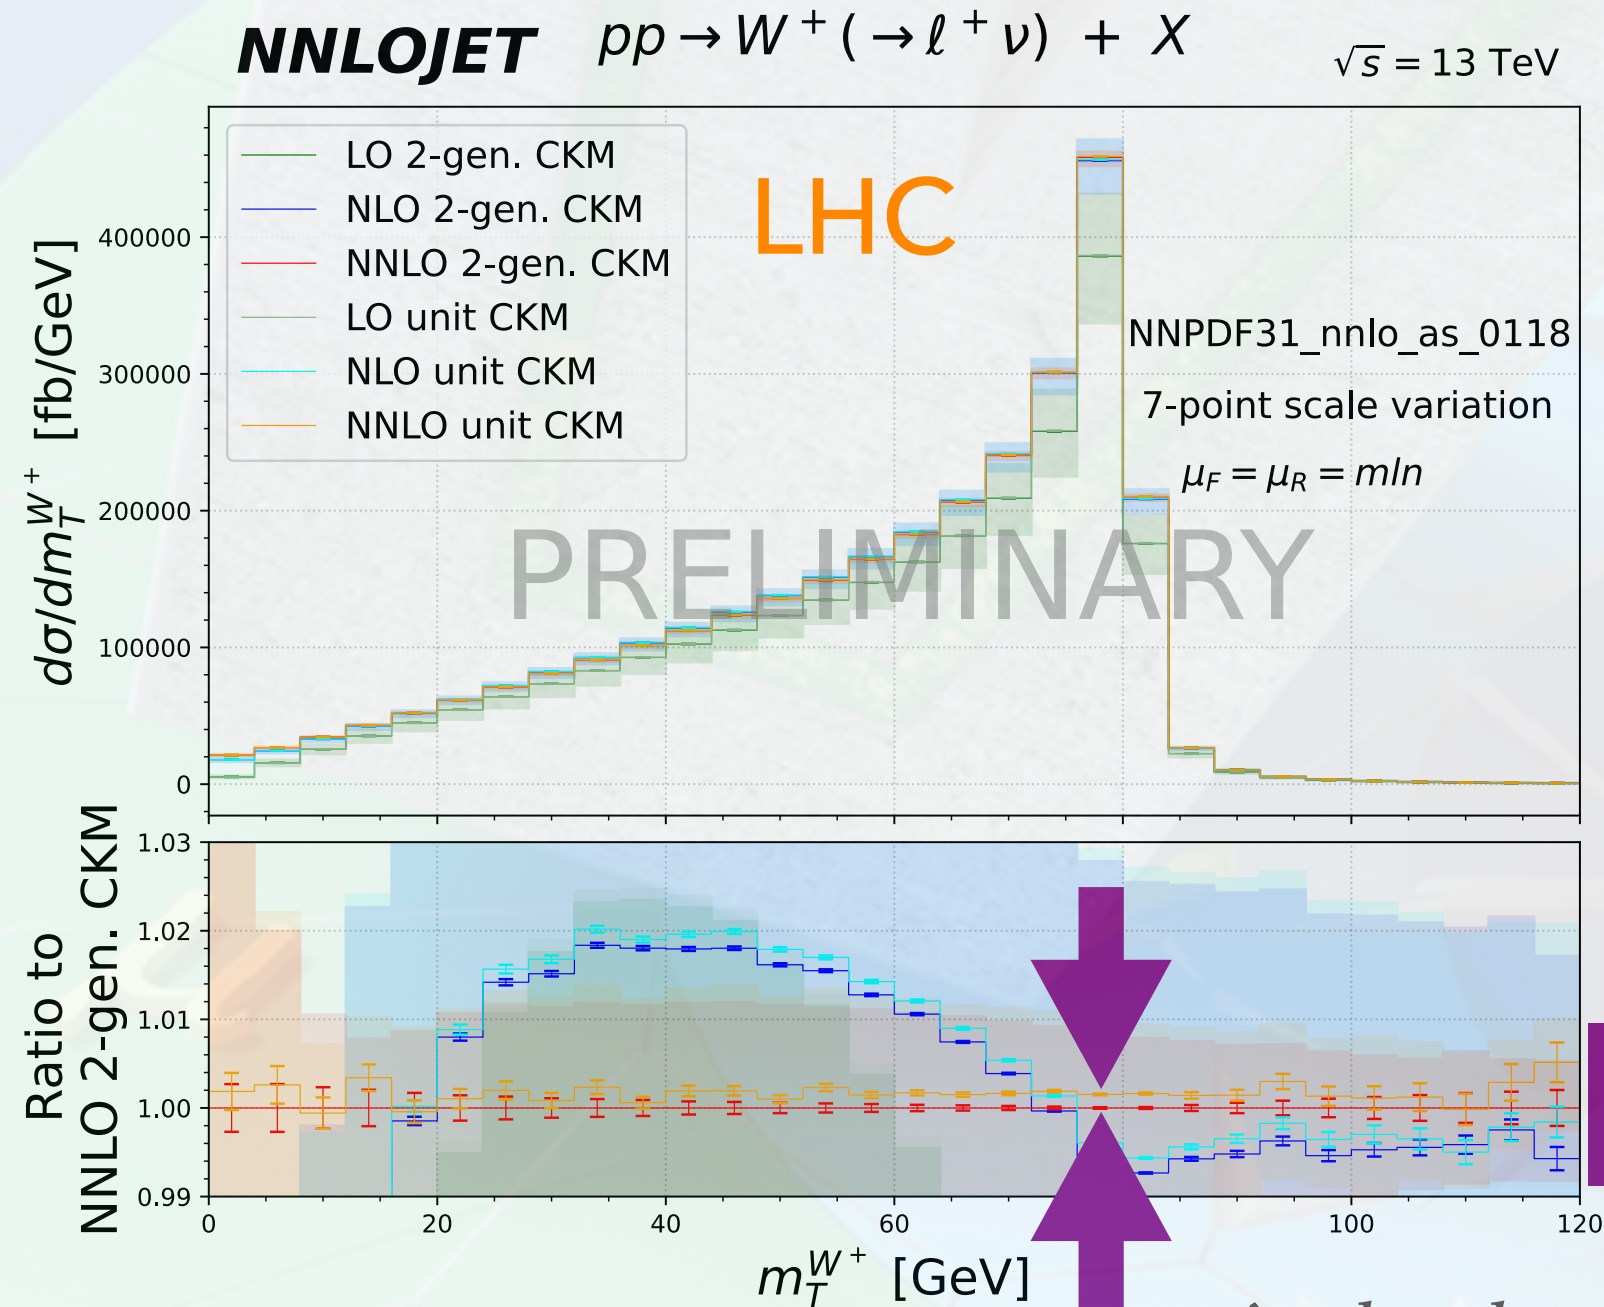 NNLOJET pp → W⁺(→ ℓ⁺ν) + X
√s = 13 TeV
LO 2-gen. CKM
NLO 2-gen. CKM
NNLO 2-gen. CKM
LO unit CKM
NLO unit CKM
NNLO unit CKM
LHC
NNPDF31_nnlo_as_0118
7-point scale variation
μ_F = μ_R = mln
PRELIMINARY
dσ/dm_T^{W⁺} [fb/GeV]
400000
300000
200000
100000
0
Ratio to
NNLO 2-gen. CKM
1.03
1.02
1.01
1.00
0.99
0 20 40 60 100 120
m_T^{W⁺} [GeV]